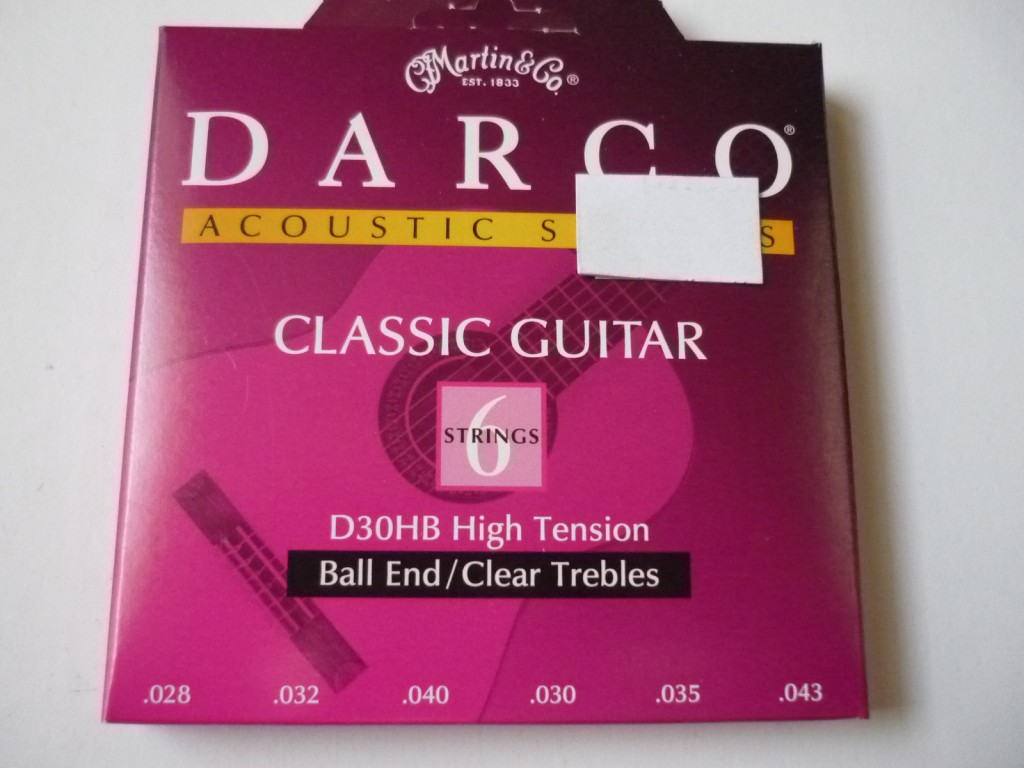 CFMartin & Co.®
EST. 1833
DARCO®
ACOUSTIC S S
CLASSIC GUITAR
6
STRINGS
D30HB High Tension
Ball End/Clear Trebles
.028 .032 .040 .030 .035 .043